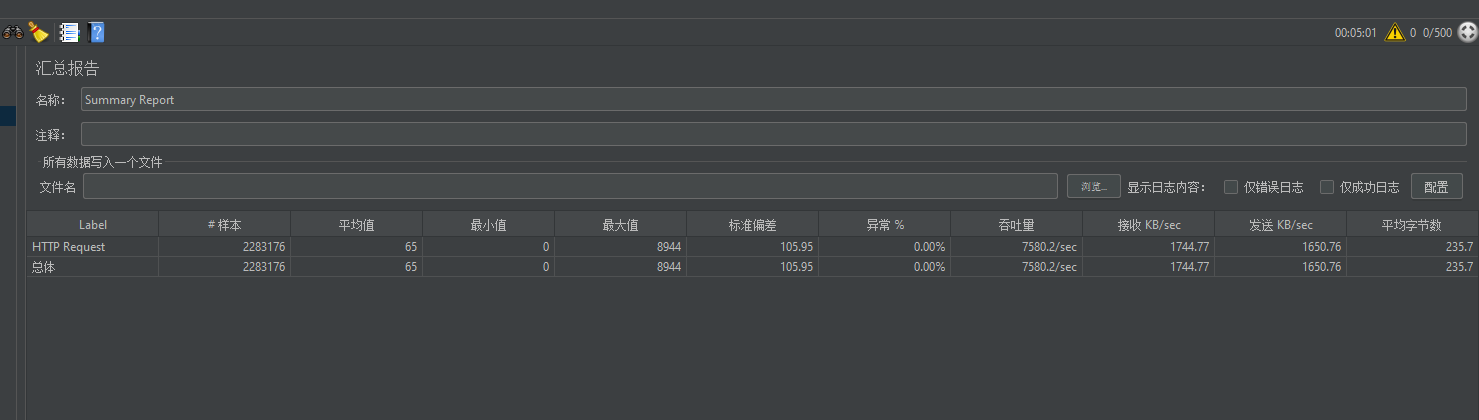 00:05:01 0 0/500
汇总报告
名称： Summary Report
注释：
所有数据写入一个文件
文件名 浏览... 显示日志内容： 仅错误日志 仅成功日志 配置
Label # 样本 平均值 最小值 最大值 标准偏差 异常 % 吞吐量 接收 KB/sec 发送 KB/sec 平均字节数
HTTP Request 2283176 65 0 8944 105.95 0.00% 7580.2/sec 1744.77 1650.76 235.7
总体 2283176 65 0 8944 105.95 0.00% 7580.2/sec 1744.77 1650.76 235.7